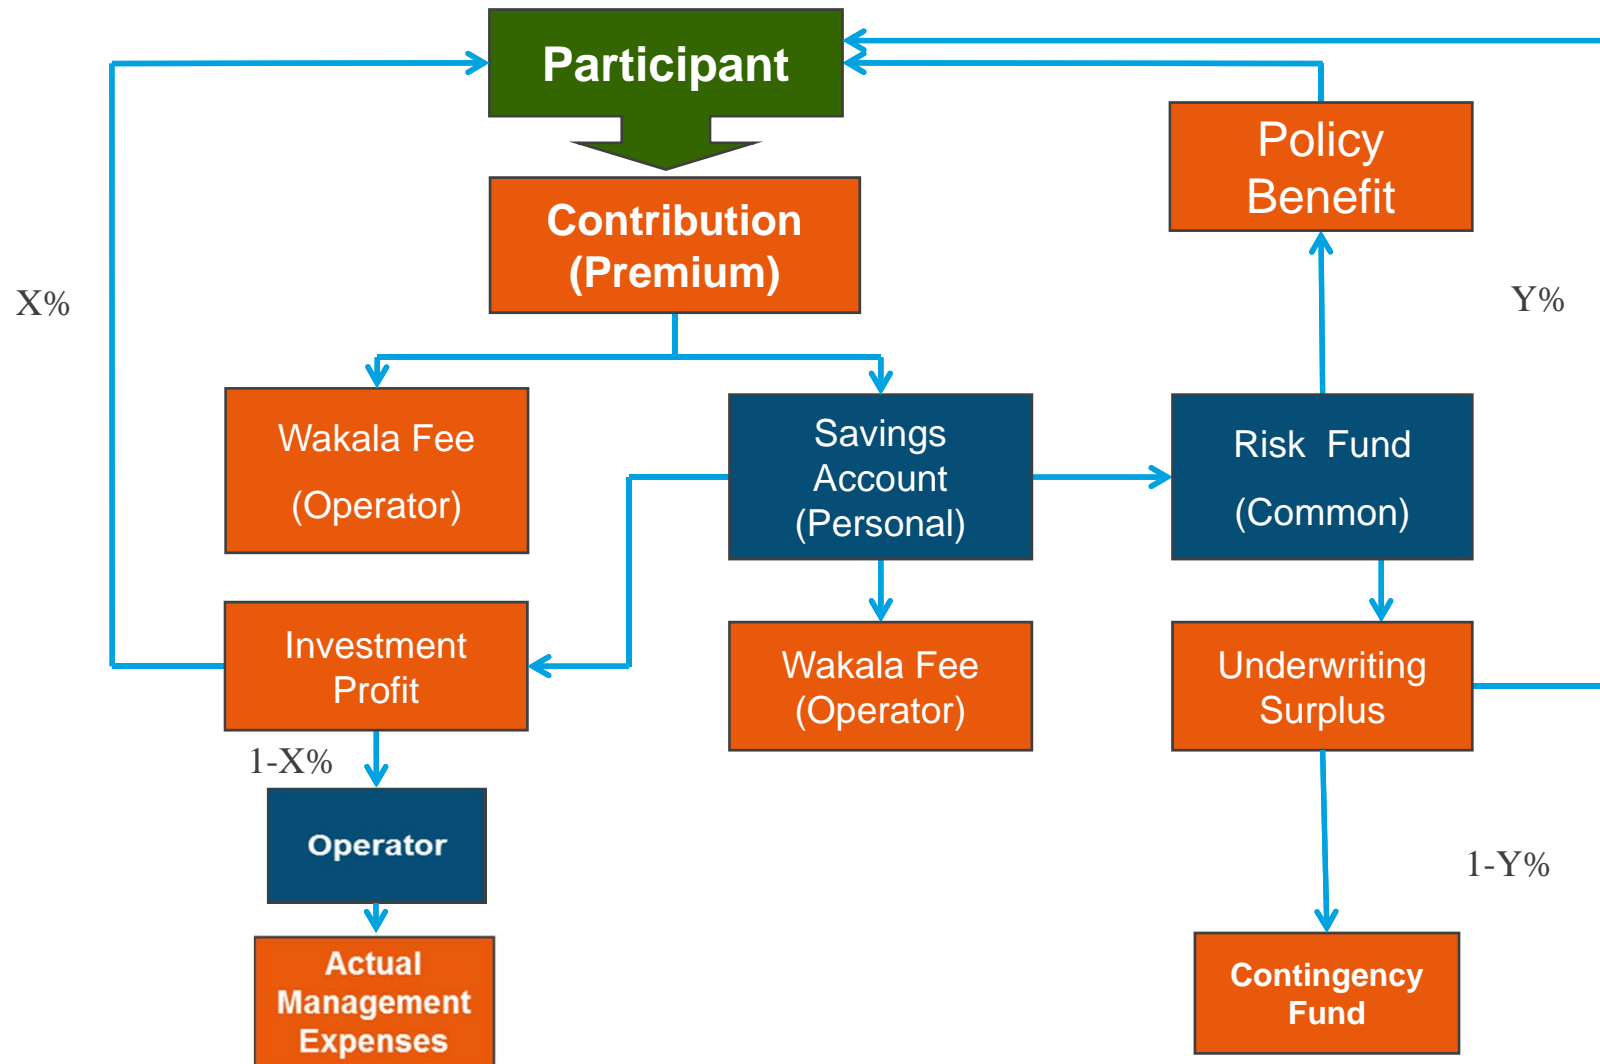 Participant
Contribution
(Premium)
Policy
Benefit
X%
Y%
Wakala Fee
(Operator)
Savings
Account
(Personal)
Risk Fund
(Common)
Investment
Profit
Wakala Fee
(Operator)
Underwriting
Surplus
1-X%
Operator
1-Y%
Actual
Management
Expenses
Contingency
Fund